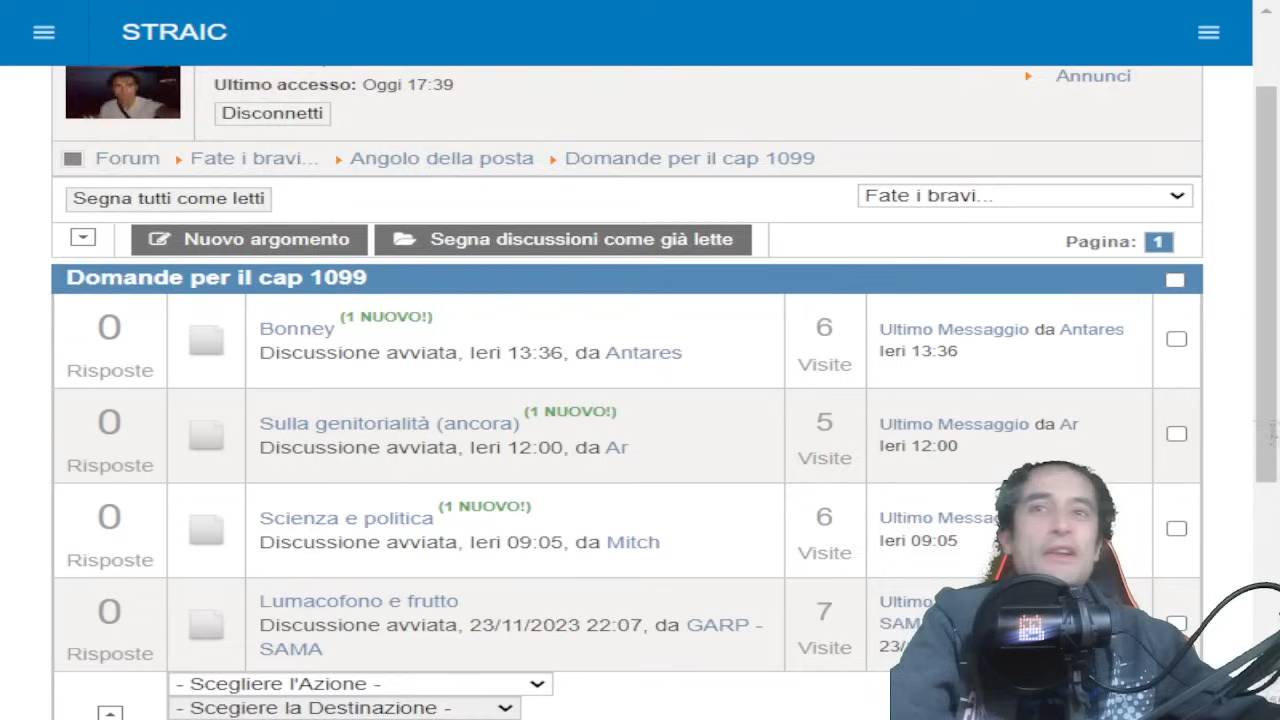 STRAIC
Ultimo accesso: Oggi 17:39
Annunci
Disconnetti
Forum Fate i bravi... Angolo della posta Domande per il cap 1099
Segna tutti come letti
Fate i bravi...
Nuovo argomento Segna discussioni come già lette
Pagina: 1
Domande per il cap 1099
0 Risposte
Bonney (1 NUOVO!)
Discussione avviata, Ieri 13:36, da Antares
6 Visite
Ultimo Messaggio da Antares
Ieri 13:36
0 Risposte
Sulla genitorialità (ancora) (1 NUOVO!)
Discussione avviata, Ieri 12:00, da Ar
5 Visite
Ultimo Messaggio da Ar
Ieri 12:00
0 Risposte
Scienza e politica (1 NUOVO!)
Discussione avviata, Ieri 09:05, da Mitch
6 Visite
Ultimo Messa
Ieri 09:05
0 Risposte
Lumacofono e frutto
Discussione avviata, 23/11/2023 22:07, da GARP -
SAMA
7 Visite
Ultimo
SAM
23/
- Scegliere l'Azione -
- Scegiere la Destinazione -